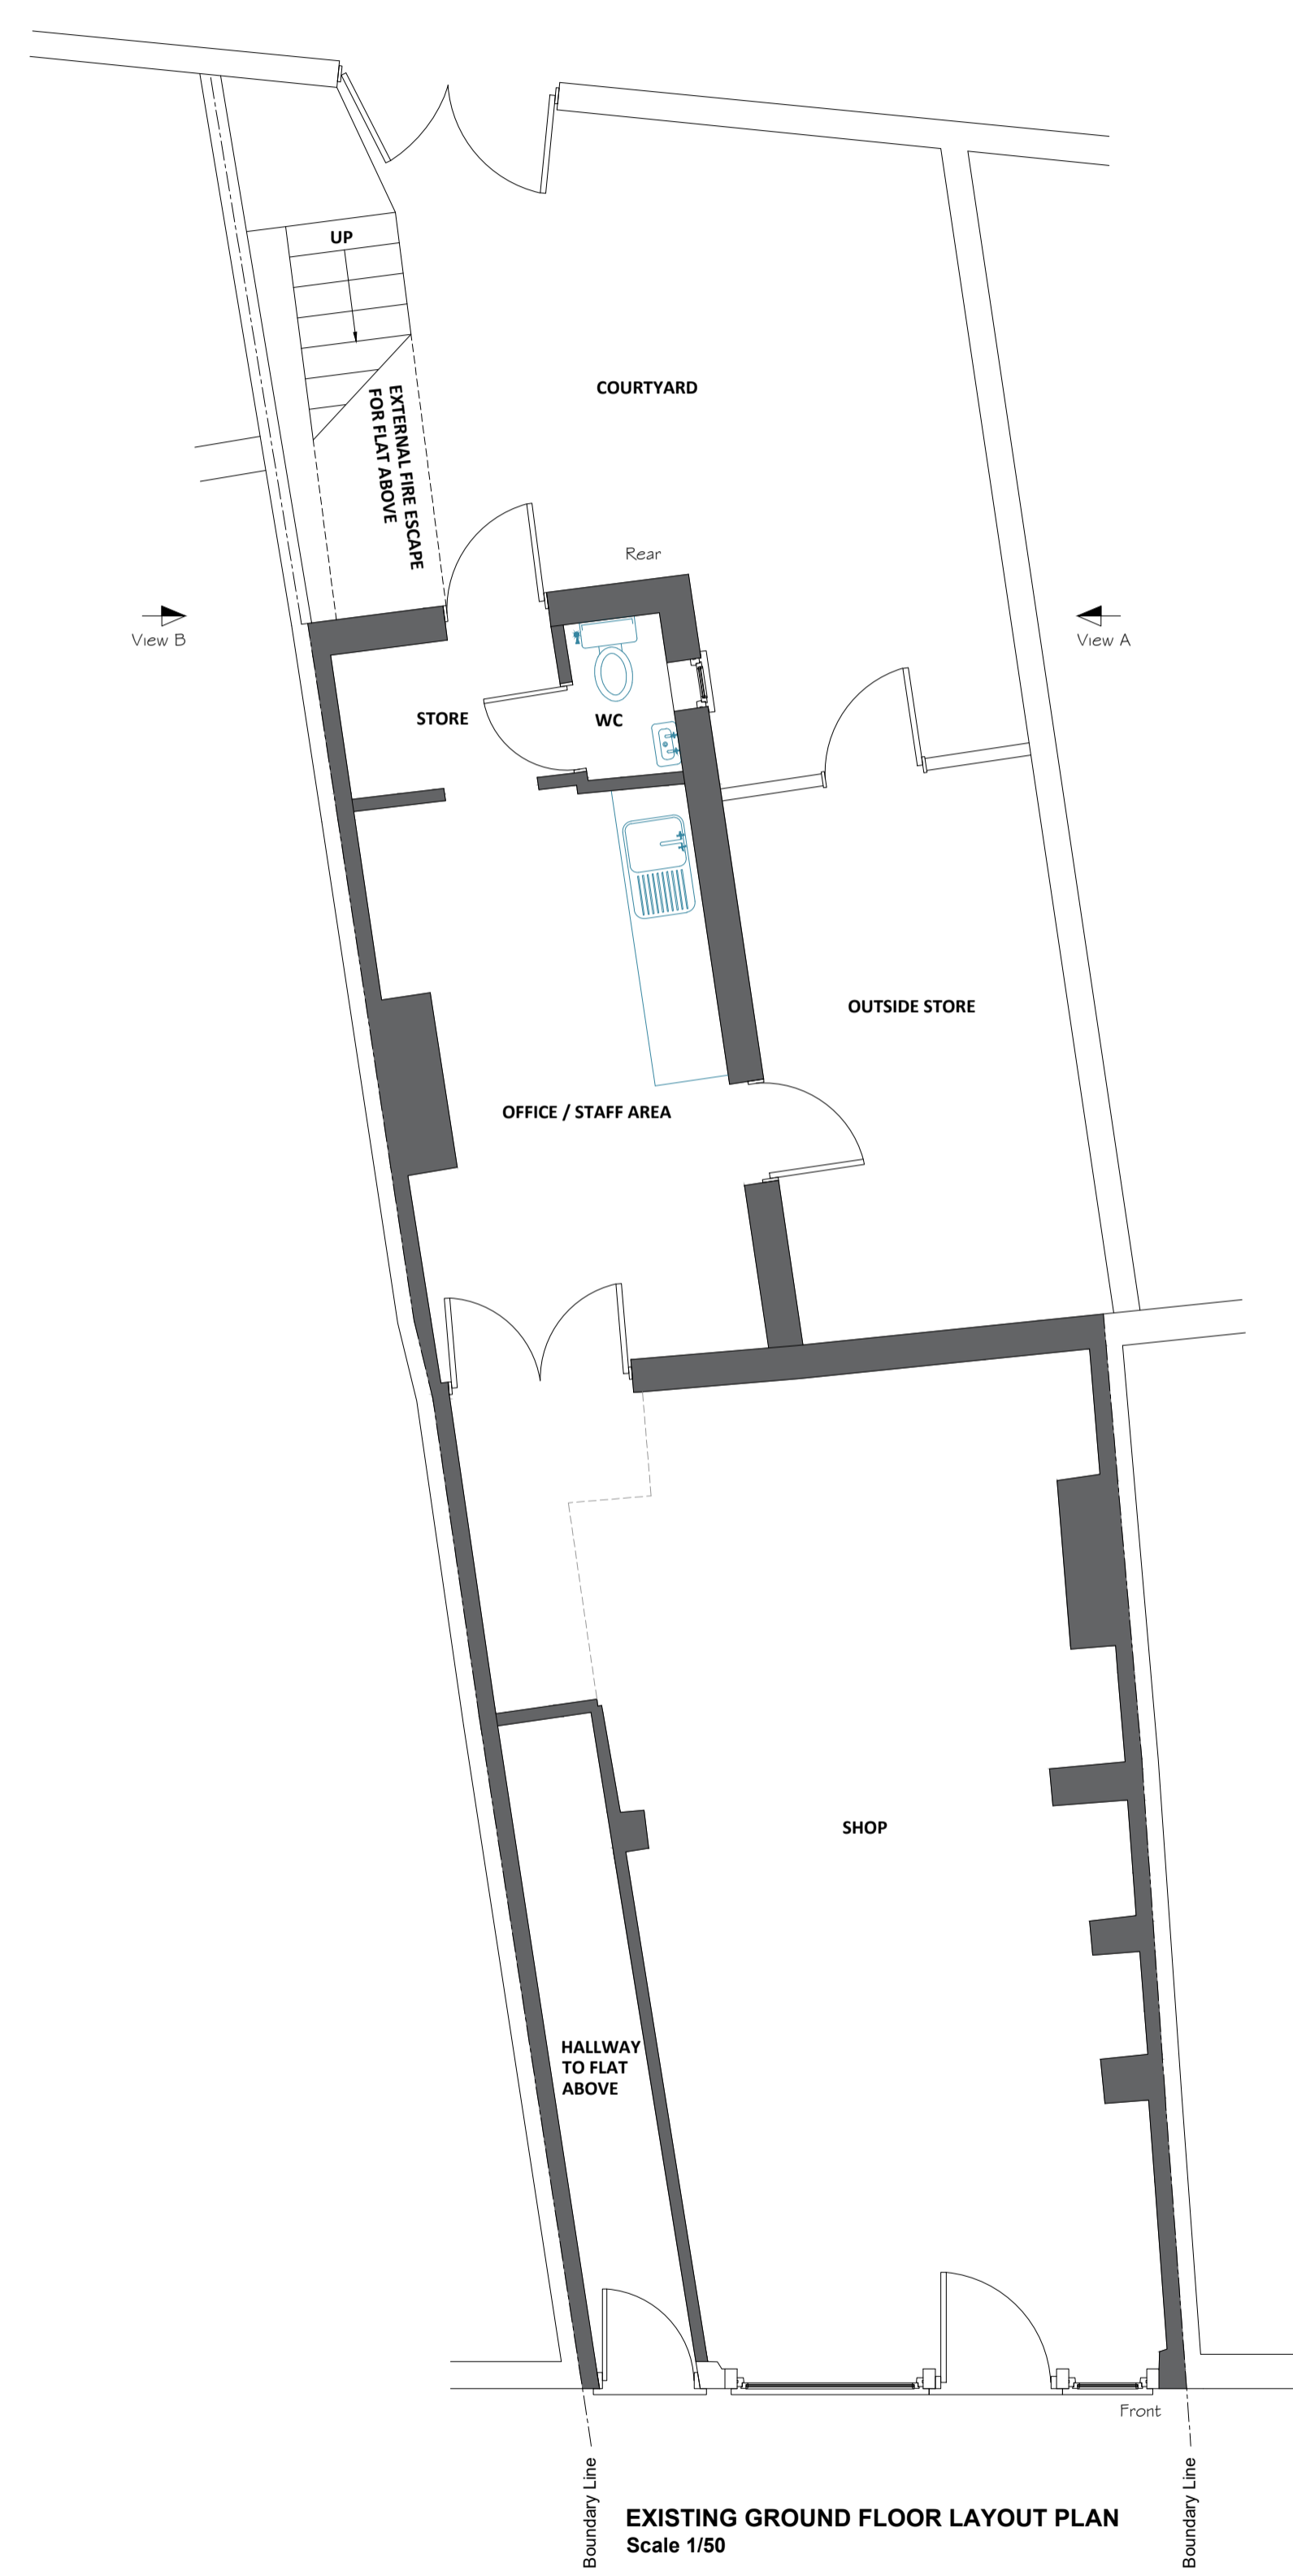 UP
COURTYARD
EXTERNAL FIRE ESCAPE
FOR FLAT ABOVE
Rear
View B
View A
STORE
WC
OUTSIDE STORE
OFFICE / STAFF AREA
SHOP
HALLWAY
TO FLAT
ABOVE
Front
Boundary Line
Boundary Line
EXISTING GROUND FLOOR LAYOUT PLAN
Scale 1/50